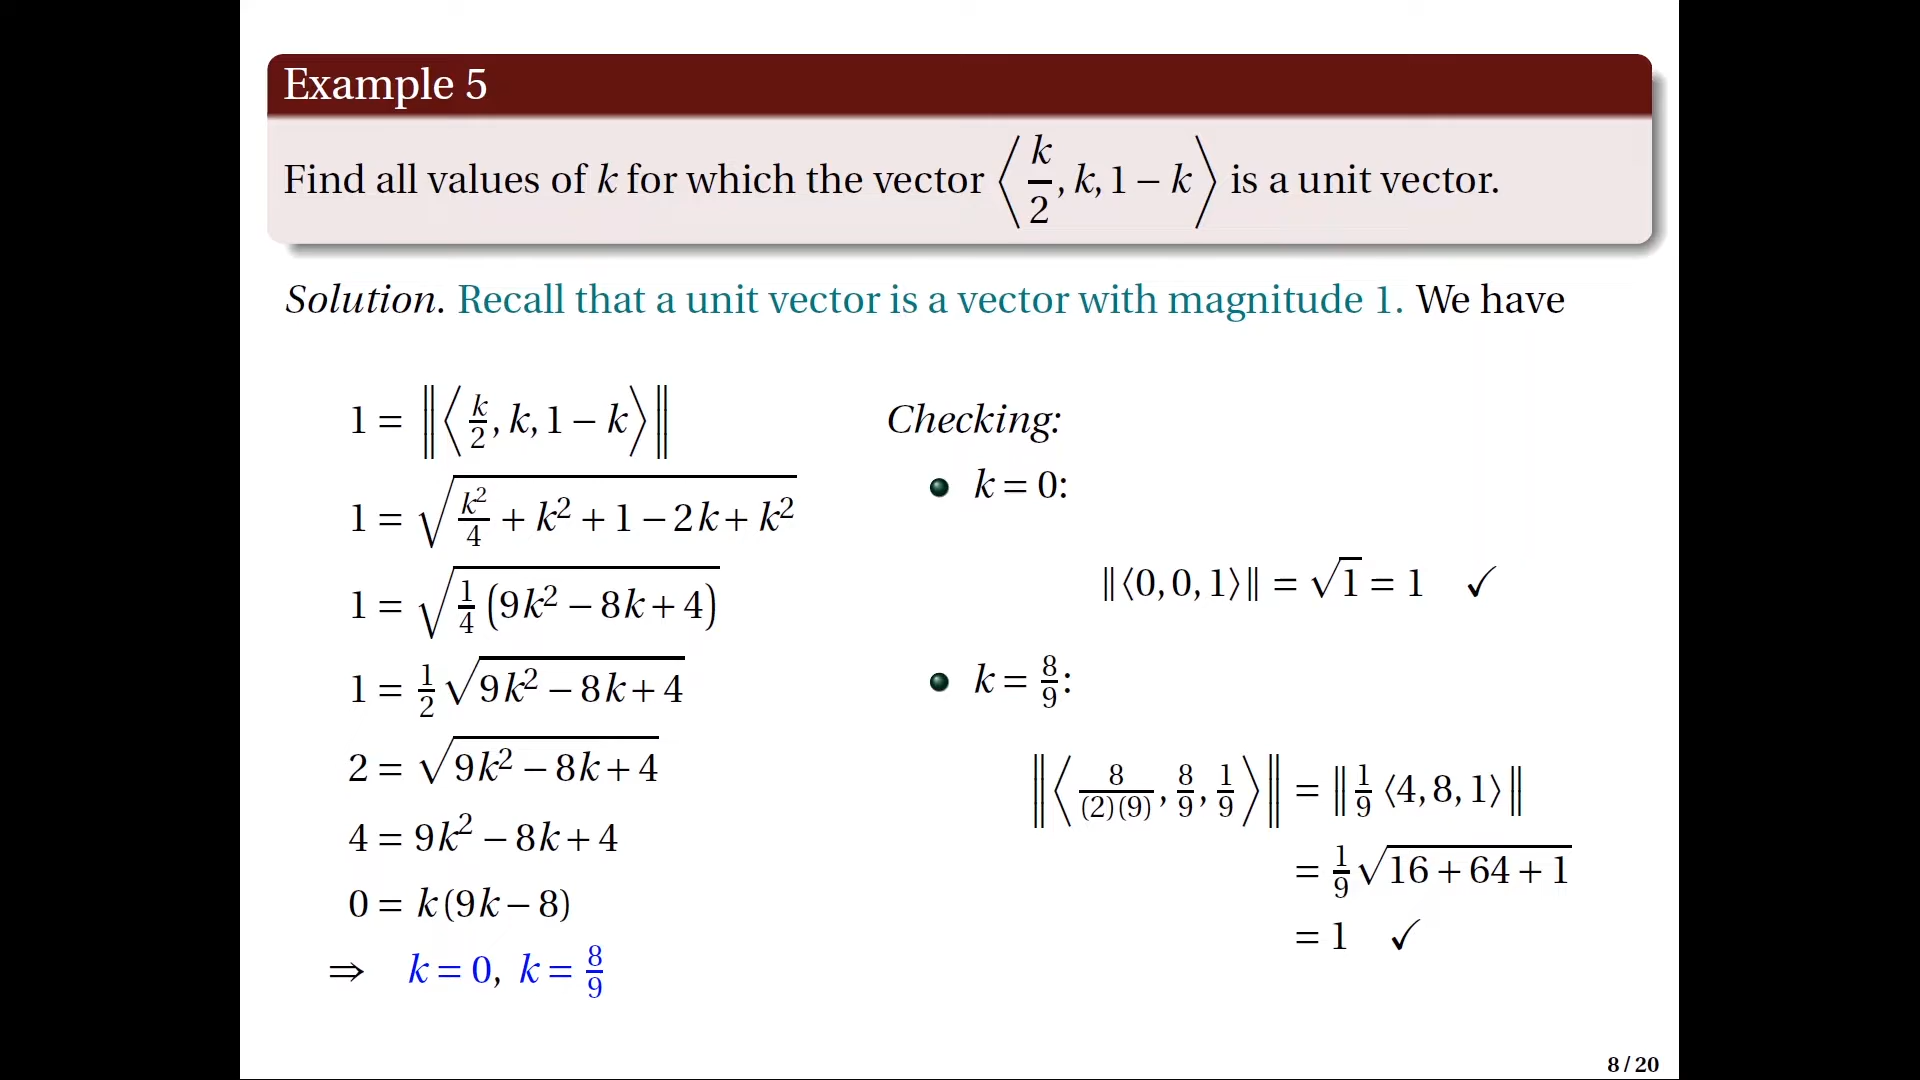 Example 5
Find all values of k for which the vector ⟨k/2, k, 1 − k⟩ is a unit vector.
Solution. Recall that a unit vector is a vector with magnitude 1. We have
1 = ‖⟨k/2, k, 1 − k⟩‖
1 = √(k²/4 + k² + 1 − 2k + k²)
1 = √(1/4 (9k² − 8k + 4))
1 = 1/2 √(9k² − 8k + 4)
2 = √(9k² − 8k + 4)
4 = 9k² − 8k + 4
0 = k(9k − 8)
⇒ k = 0, k = 8/9
Checking:
• k = 0:
‖⟨0, 0, 1⟩‖ = √1 = 1 ✓
• k = 8/9:
‖⟨8/(2)(9), 8/9, 1/9⟩‖ = ‖1/9 ⟨4, 8, 1⟩‖
= 1/9 √(16 + 64 + 1)
= 1 ✓
8 / 20